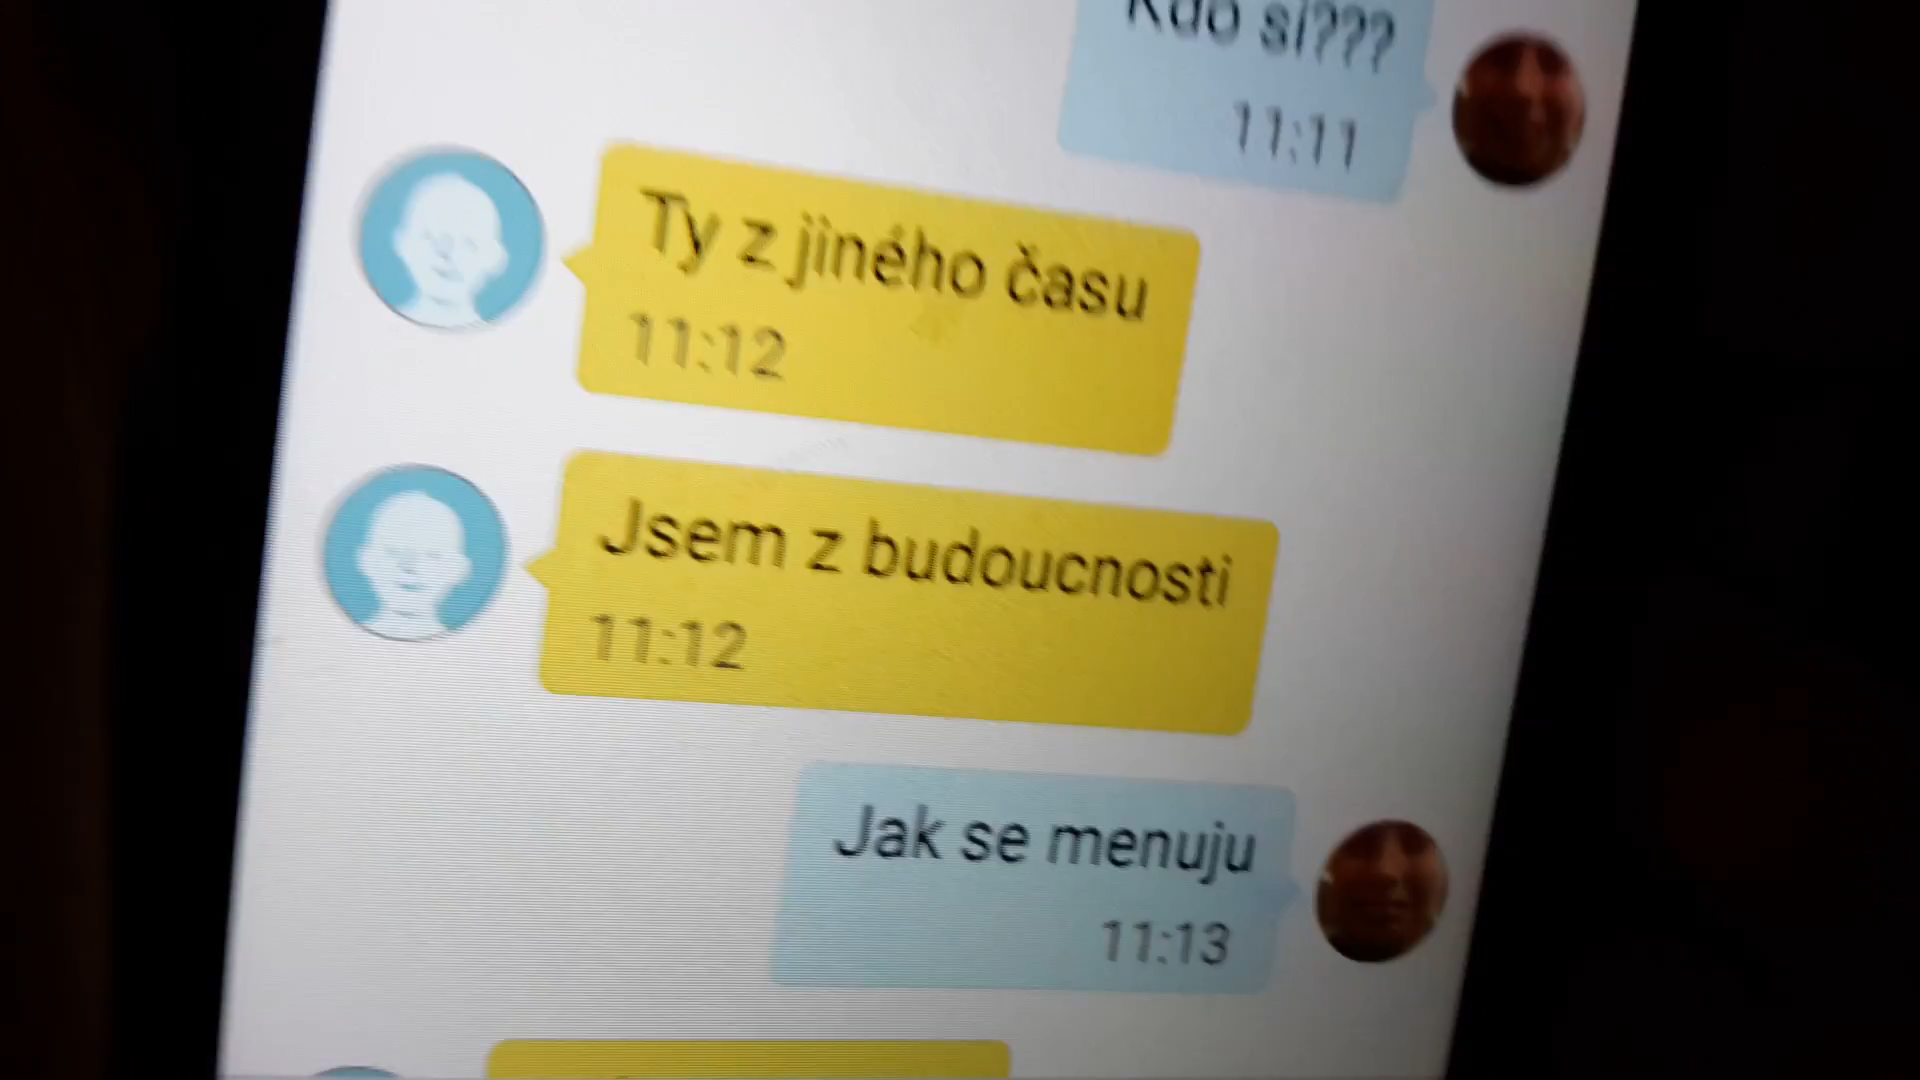 Kdo si???
11:11
Ty z jiného času
11:12
Jsem z budoucnosti
11:12
Jak se menuju
11:13